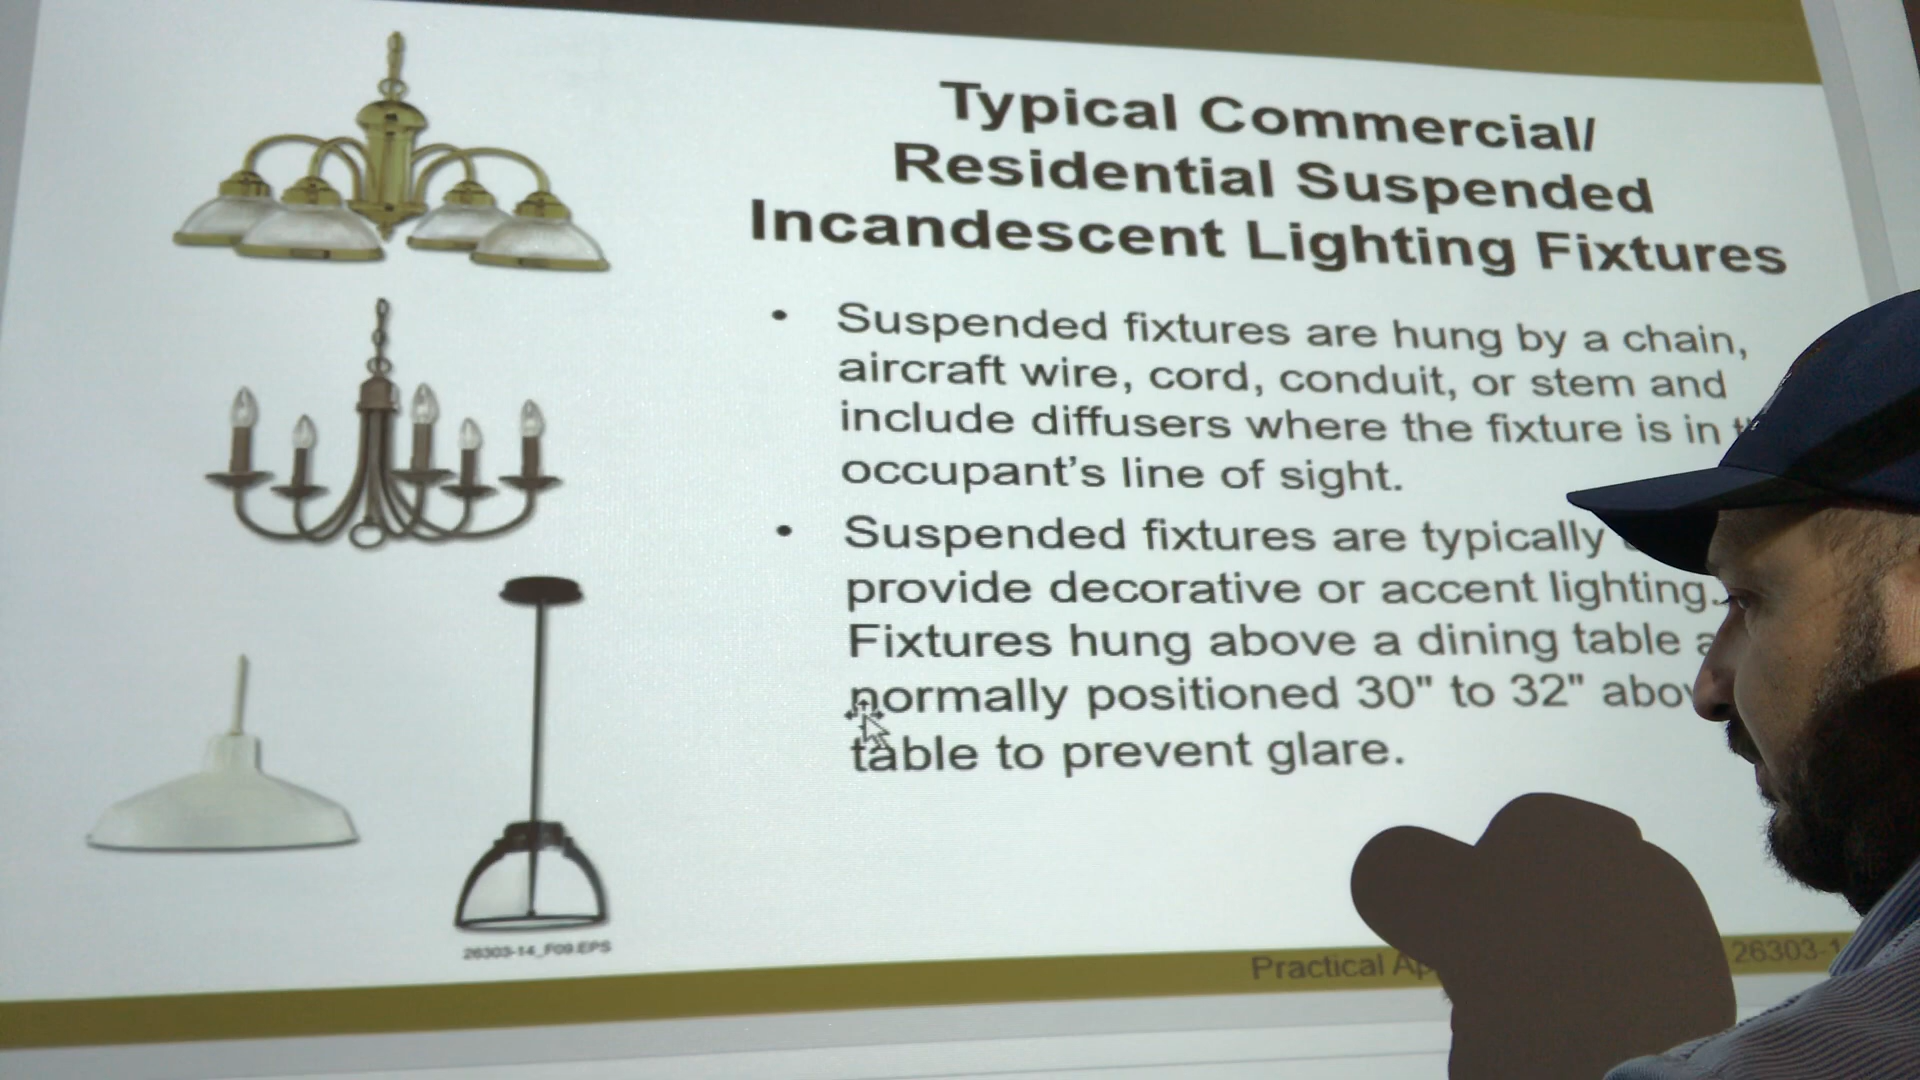 Typical Commercial/
Residential Suspended
Incandescent Lighting Fixtures
• Suspended fixtures are hung by a chain,
aircraft wire, cord, conduit, or stem and
include diffusers where the fixture is in
occupant's line of sight.
• Suspended fixtures are typically
provide decorative or accent lighting.
Fixtures hung above a dining table
normally positioned 30" to 32"
table to prevent glare.
26303-14_F09.EPS
Practical